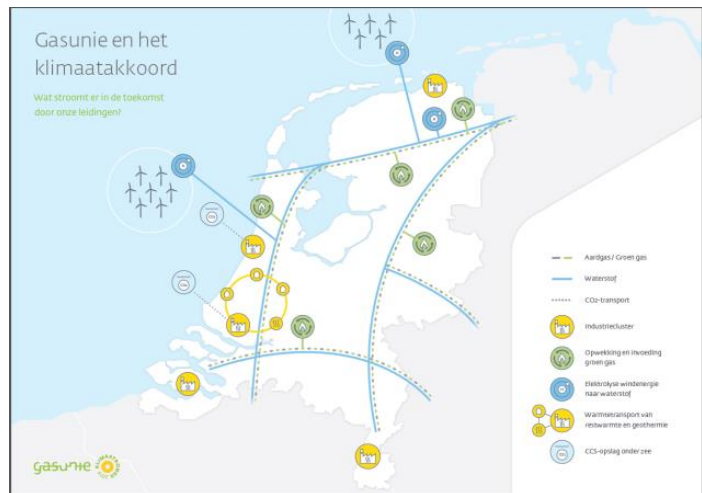 Gasunie en het
klimaatakkoord
Wat stroomt er in de toekomst
door onze leidingen?
Aardgas / Groen gas
Waterstof
CO2-transport
Industriecluster
Opwekking en invoeding
groen gas
Elektrolyse windenergie
naar waterstof
Warmtetransport van
restwarmte en geothermie
CCS-opslag onder zee
gasunie